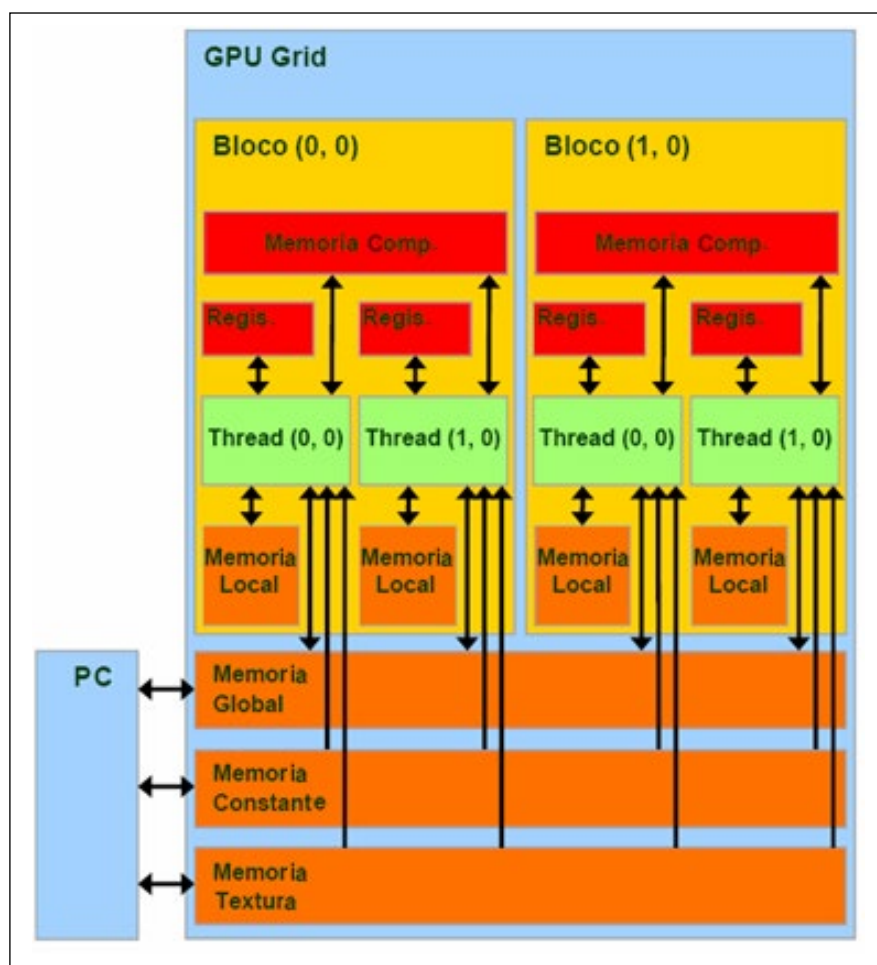 GPU Grid
Bloco (0, 0)
Bloco (1, 0)
Memoria Comp.
Memoria Comp.
Regis.
Regis.
Regis.
Regis.
Thread (0, 0)
Thread (1, 0)
Thread (0, 0)
Thread (1, 0)
Memoria
Local
Memoria
Local
Memoria
Local
Memoria
Local
PC
Memoria
Global
Memoria
Constante
Memoria
Textura